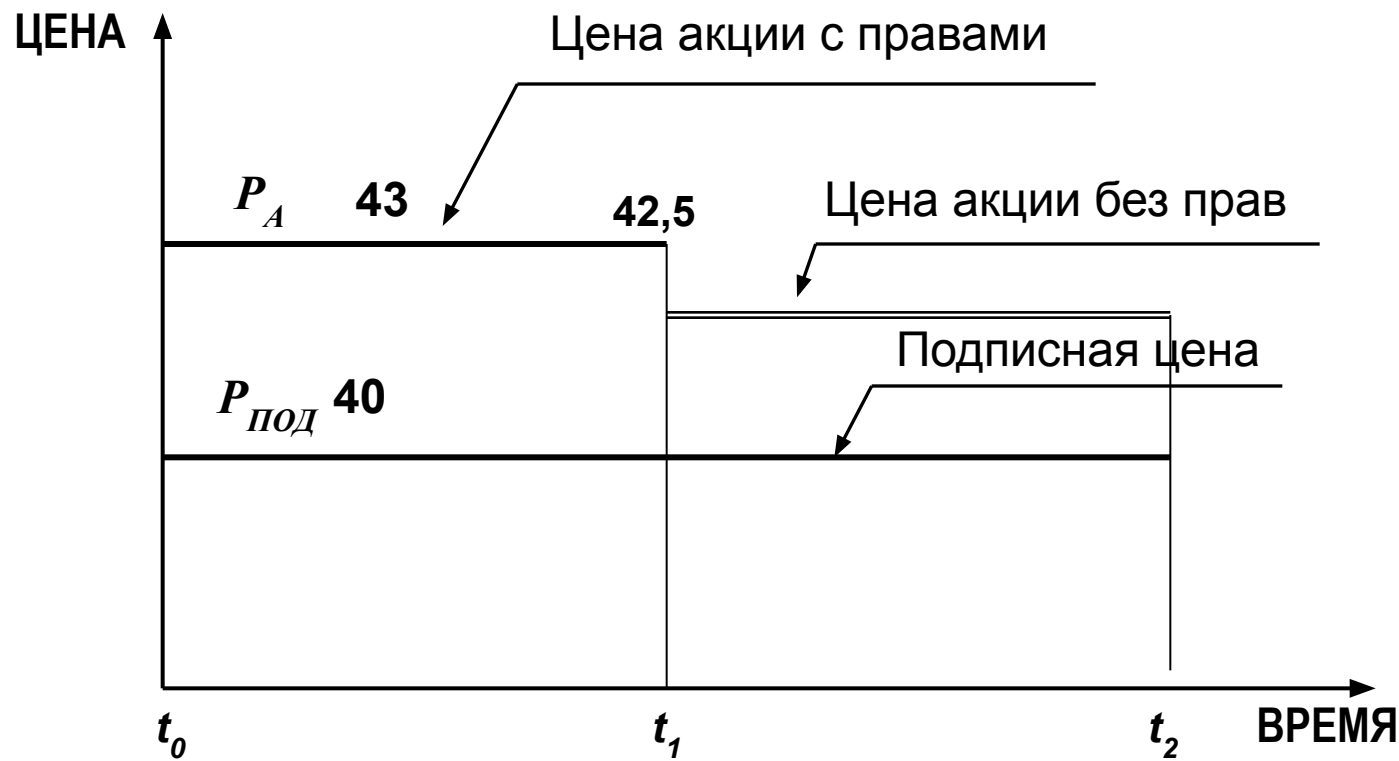 ЦЕНА
Цена акции с правами
P_A 43
42,5
Цена акции без прав
Подписная цена
P_ПОД 40
t_0
t_1
t_2
ВРЕМЯ